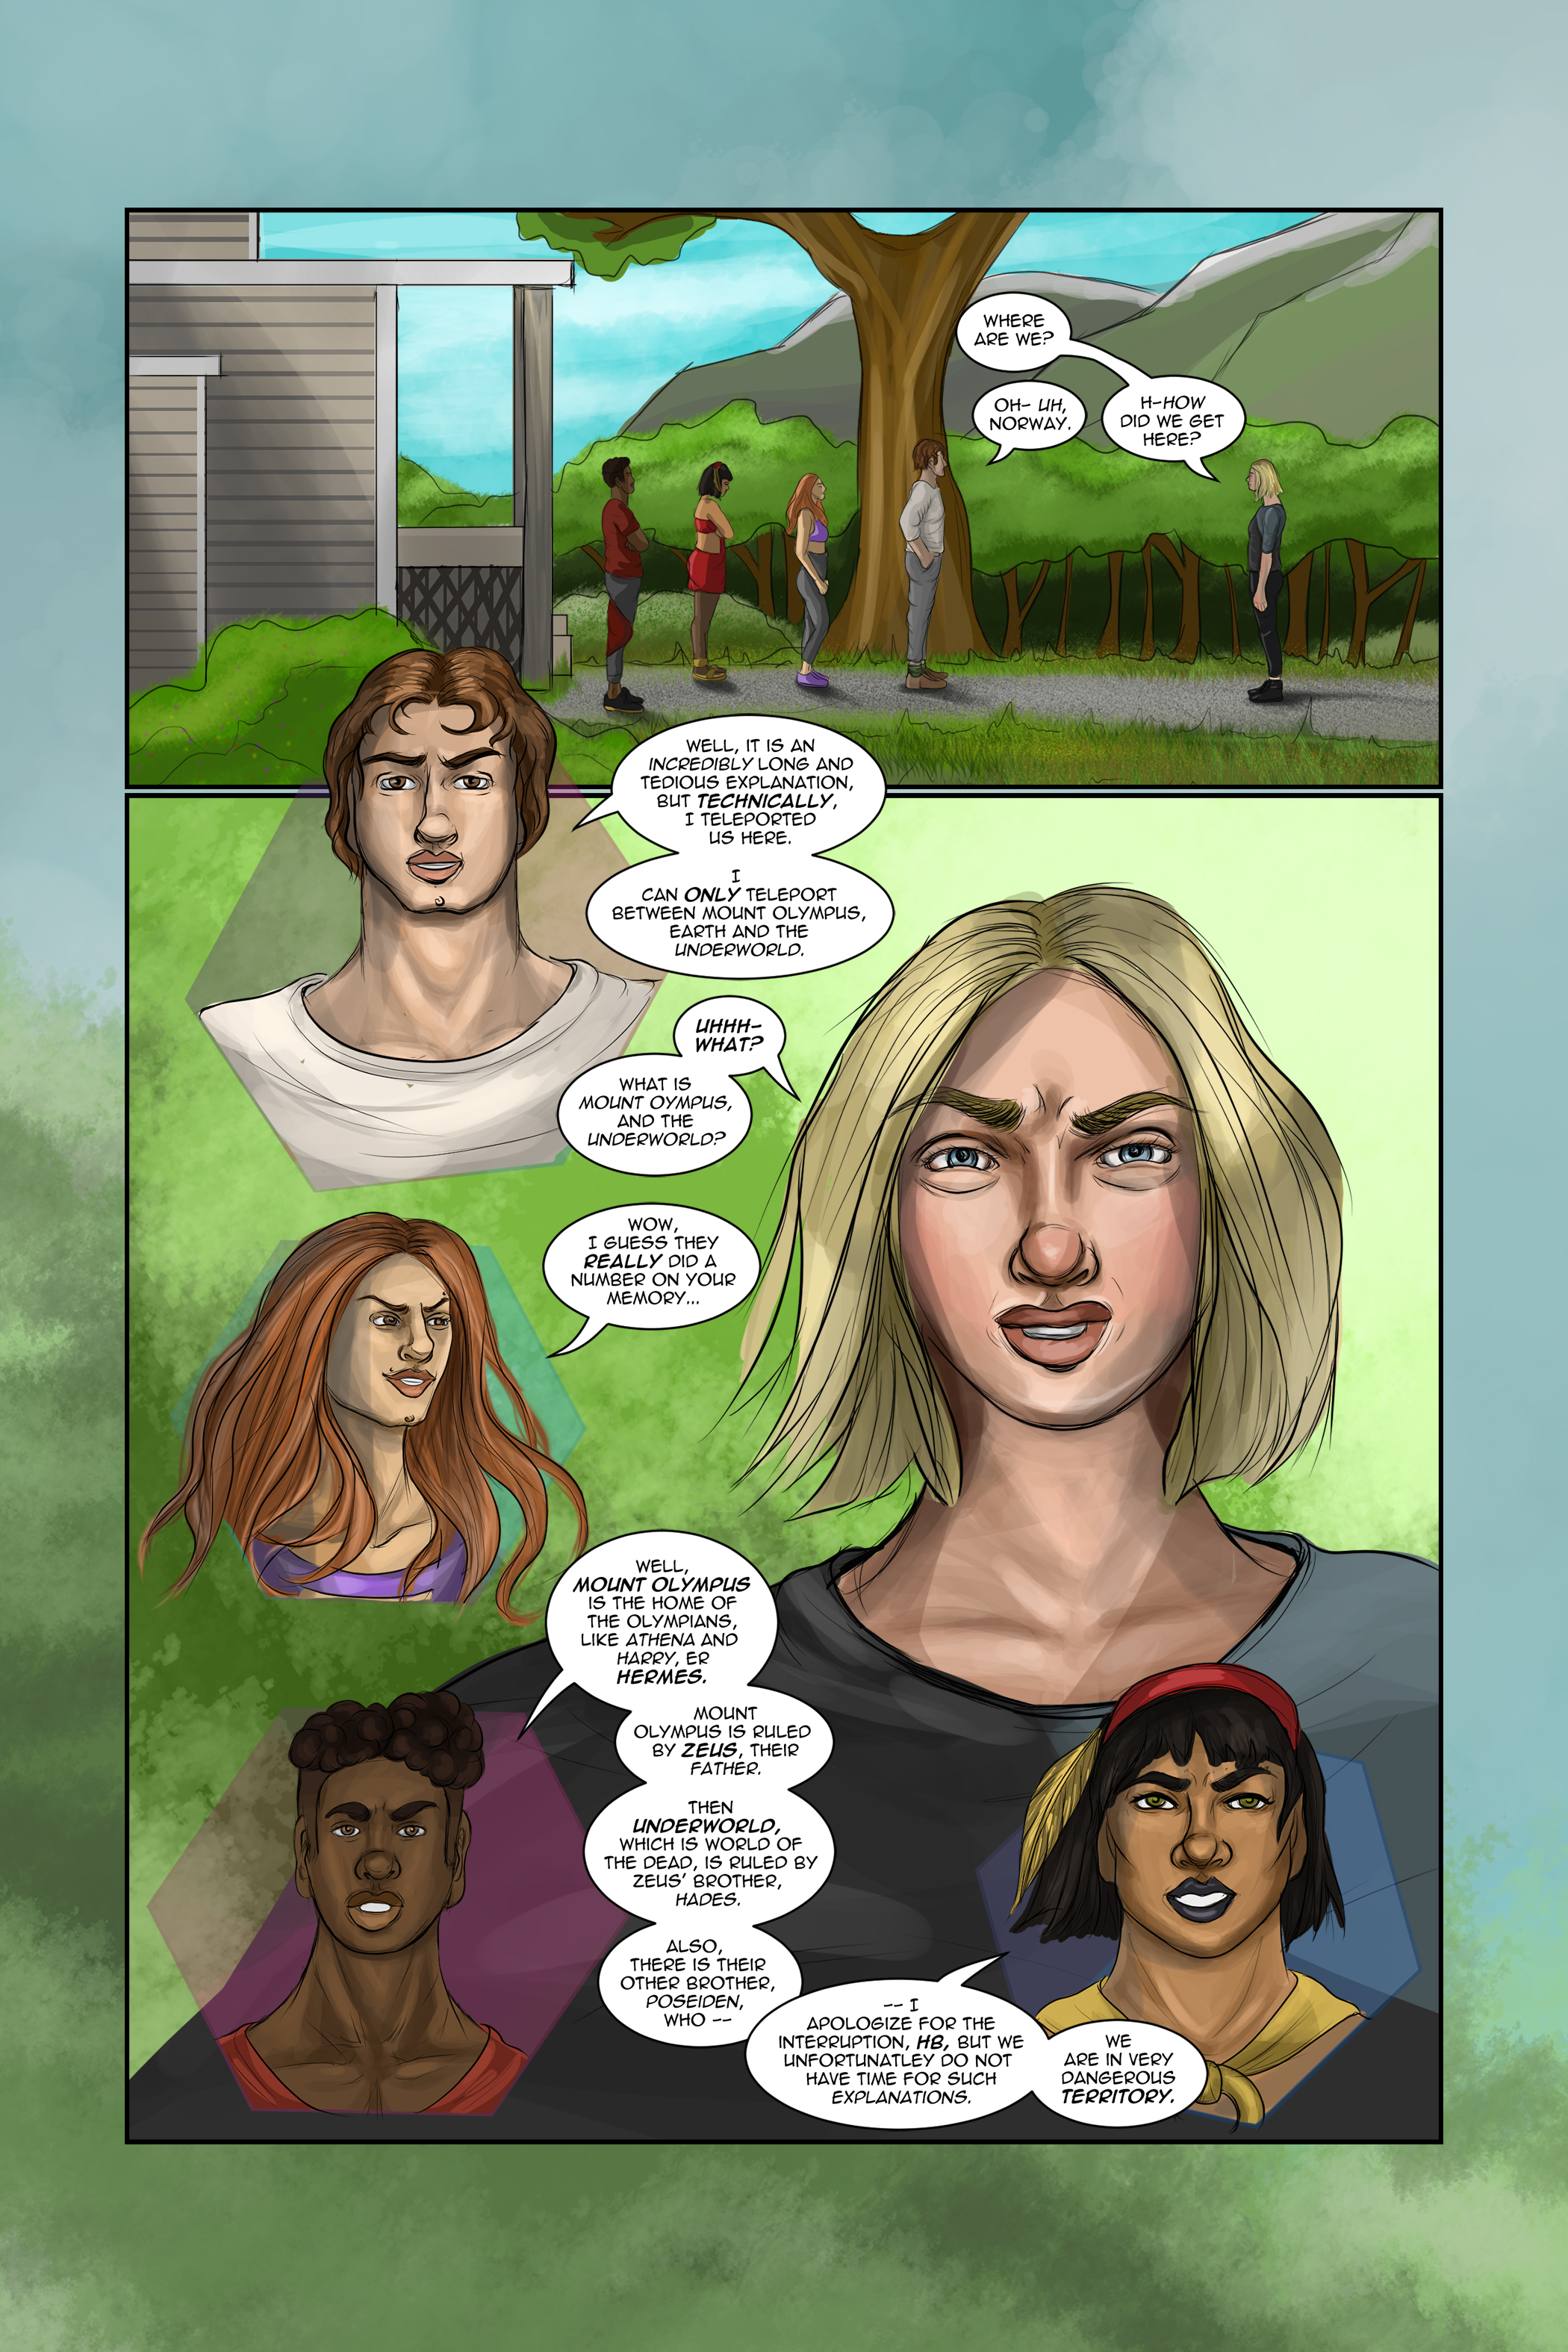 WHERE
ARE WE?
OH- UH,
NORWAY.
H-HOW
DID WE GET
HERE?
WELL, IT IS AN
INCREDIBLY LONG AND
TEDIOUS EXPLANATION,
BUT TECHNICALLY,
I TELEPORTED
US HERE.
I
CAN ONLY TELEPORT
BETWEEN MOUNT OLYMPUS,
EARTH AND THE
UNDERWORLD.
UHHH-
WHAT?
WHAT IS
MOUNT OYMPUS,
AND THE
UNDERWORLD?
WOW,
I GUESS THEY
REALLY DID A
NUMBER ON YOUR
MEMORY...
WELL,
MOUNT OLYMPUS
IS THE HOME OF
THE OLYMPIANS,
LIKE ATHENA AND
HARRY, ER
HERMES.
MOUNT
OLYMPUS IS RULED
BY ZEUS, THEIR
FATHER.
THEN
UNDERWORLD,
WHICH IS WORLD OF
THE DEAD, IS RULED BY
ZEUS' BROTHER,
HADES.
ALSO,
THERE IS THEIR
OTHER BROTHER,
POSEIDEN,
WHO --
-- I
APOLOGIZE FOR THE
INTERRUPTION, HB, BUT WE
UNFORTUNATLEY DO NOT
HAVE TIME FOR SUCH
EXPLANATIONS.
WE
ARE IN VERY
DANGEROUS
TERRITORY.